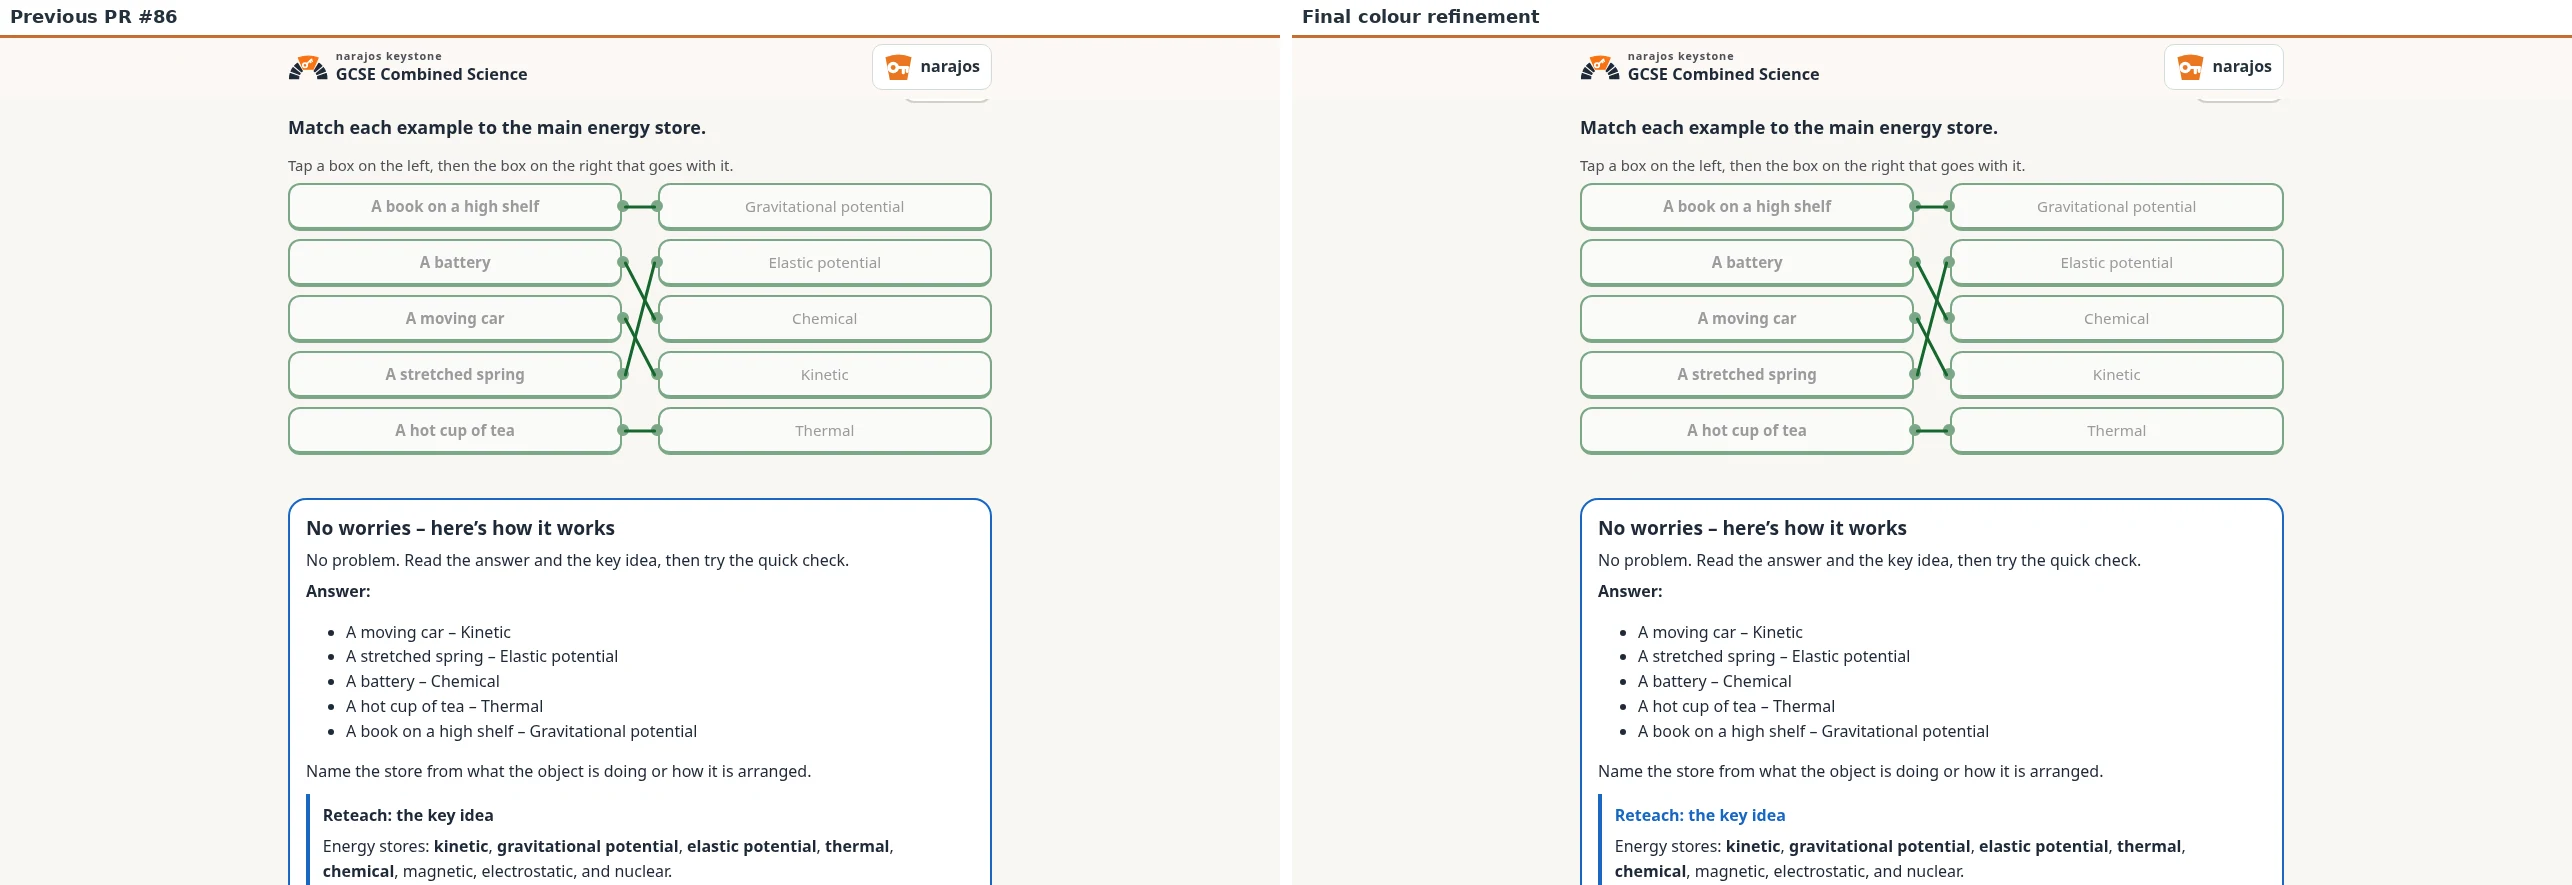 Previous PR #86
narajos keystone
GCSE Combined Science
narajos
Match each example to the main energy store.
Tap a box on the left, then the box on the right that goes with it.
A book on a high shelf
Gravitational potential
A battery
Elastic potential
A moving car
Chemical
A stretched spring
Kinetic
A hot cup of tea
Thermal
No worries – here’s how it works
No problem. Read the answer and the key idea, then try the quick check.
Answer:
• A moving car – Kinetic
• A stretched spring – Elastic potential
• A battery – Chemical
• A hot cup of tea – Thermal
• A book on a high shelf – Gravitational potential
Name the store from what the object is doing or how it is arranged.
Reteach: the key idea
Energy stores: kinetic, gravitational potential, elastic potential, thermal,
chemical, magnetic, electrostatic, and nuclear.
Final colour refinement
narajos keystone
GCSE Combined Science
narajos
Match each example to the main energy store.
Tap a box on the left, then the box on the right that goes with it.
A book on a high shelf
Gravitational potential
A battery
Elastic potential
A moving car
Chemical
A stretched spring
Kinetic
A hot cup of tea
Thermal
No worries – here’s how it works
No problem. Read the answer and the key idea, then try the quick check.
Answer:
• A moving car – Kinetic
• A stretched spring – Elastic potential
• A battery – Chemical
• A hot cup of tea – Thermal
• A book on a high shelf – Gravitational potential
Name the store from what the object is doing or how it is arranged.
Reteach: the key idea
Energy stores: kinetic, gravitational potential, elastic potential, thermal,
chemical, magnetic, electrostatic, and nuclear.